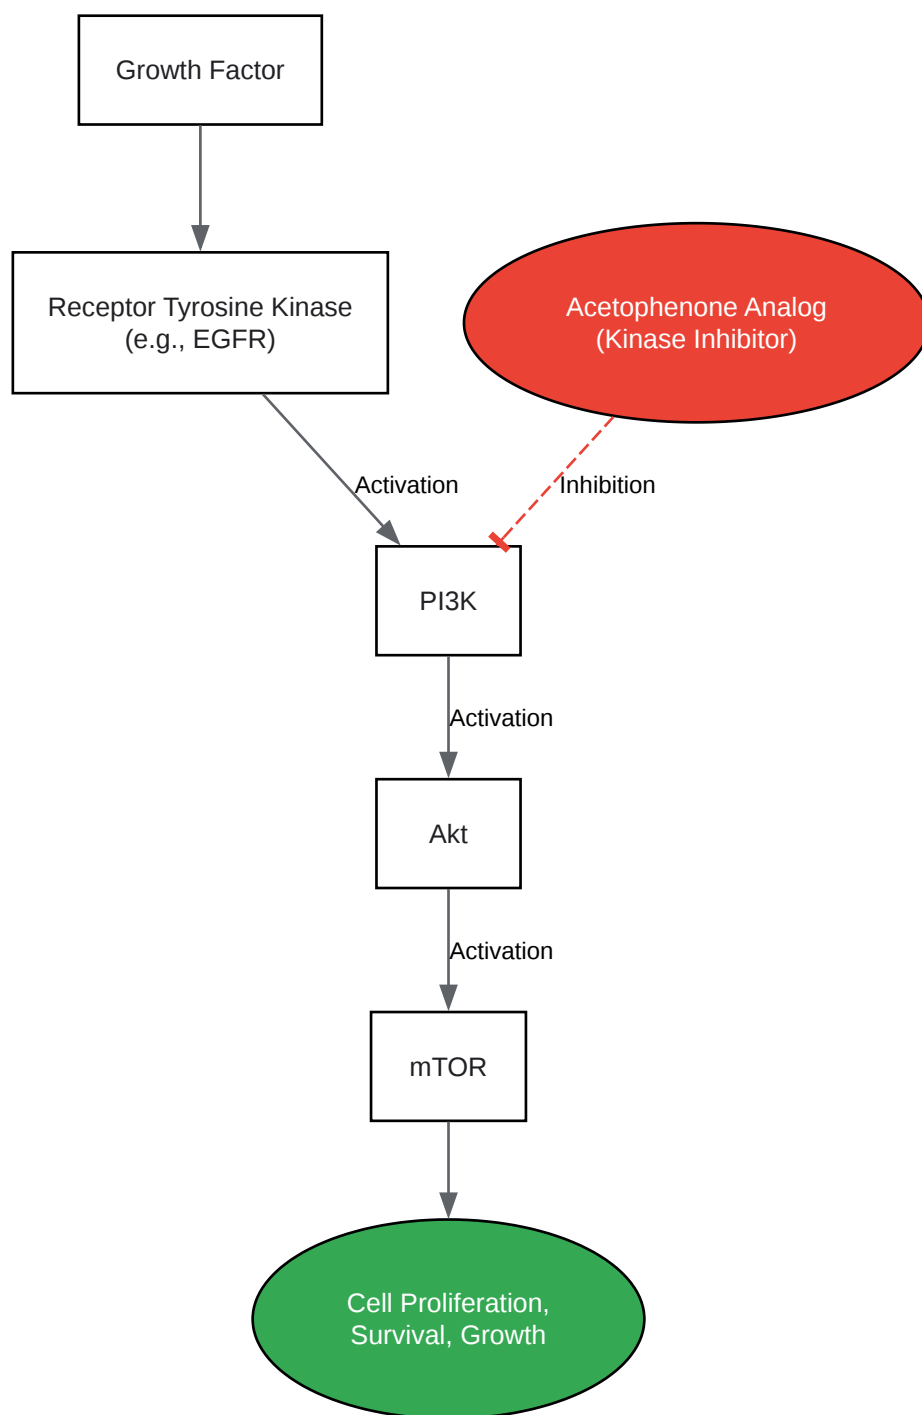 Growth Factor
Receptor Tyrosine Kinase
(e.g., EGFR)
Acetophenone Analog
(Kinase Inhibitor)
Activation
Inhibition
PI3K
Activation
Akt
Activation
mTOR
Cell Proliferation,
Survival, Growth